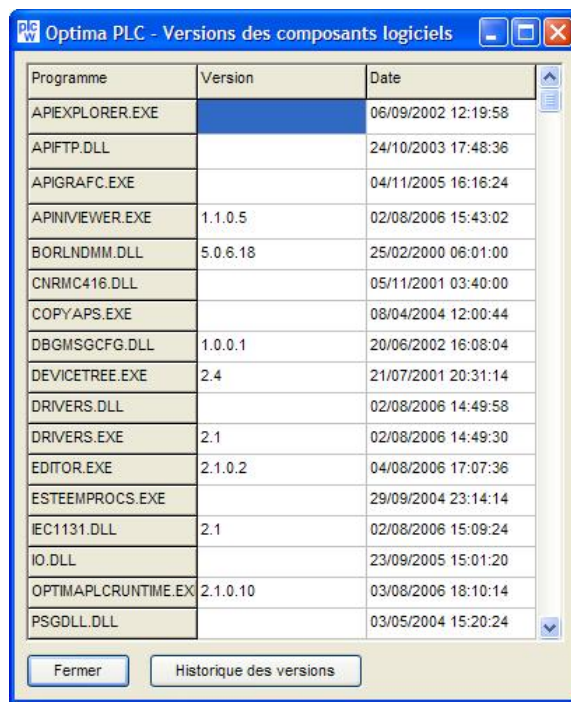 plc W Optima PLC - Versions des composants logiciels
Programme Version Date
APIEXPLORER.EXE 06/09/2002 12:19:58
APIFTP.DLL 24/10/2003 17:48:36
APIGRAFC.EXE 04/11/2005 16:16:24
APINIVIEWER.EXE 1.1.0.5 02/08/2006 15:43:02
BORLNDMM.DLL 5.0.6.18 25/02/2000 06:01:00
CNRMC416.DLL 05/11/2001 03:40:00
COPYAPS.EXE 08/04/2004 12:00:44
DBGMSGCFG.DLL 1.0.0.1 20/06/2002 16:08:04
DEVICETREE.EXE 2.4 21/07/2001 20:31:14
DRIVERS.DLL 02/08/2006 14:49:58
DRIVERS.EXE 2.1 02/08/2006 14:49:30
EDITOR.EXE 2.1.0.2 04/08/2006 17:07:36
ESTEEMPROCS.EXE 29/09/2004 23:14:14
IEC1131.DLL 2.1 02/08/2006 15:09:24
IO.DLL 23/09/2005 15:01:20
OPTIMAPLCRUNTIME.EX 2.1.0.10 03/08/2006 18:10:14
PSGDLL.DLL 03/05/2004 15:20:24
Fermer Historique des versions